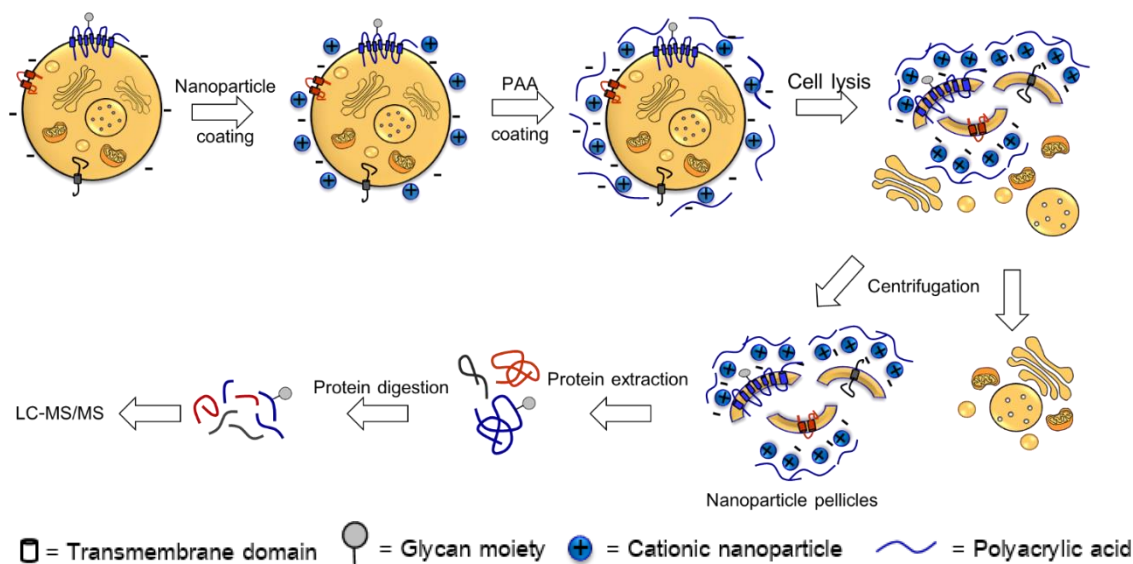 Nanoparticle
coating
PAA
coating
Cell lysis
Centrifugation
Nanoparticle pellicles
Protein extraction
Protein digestion
LC-MS/MS
= Transmembrane domain
= Glycan moiety
= Cationic nanoparticle
= Polyacrylic acid